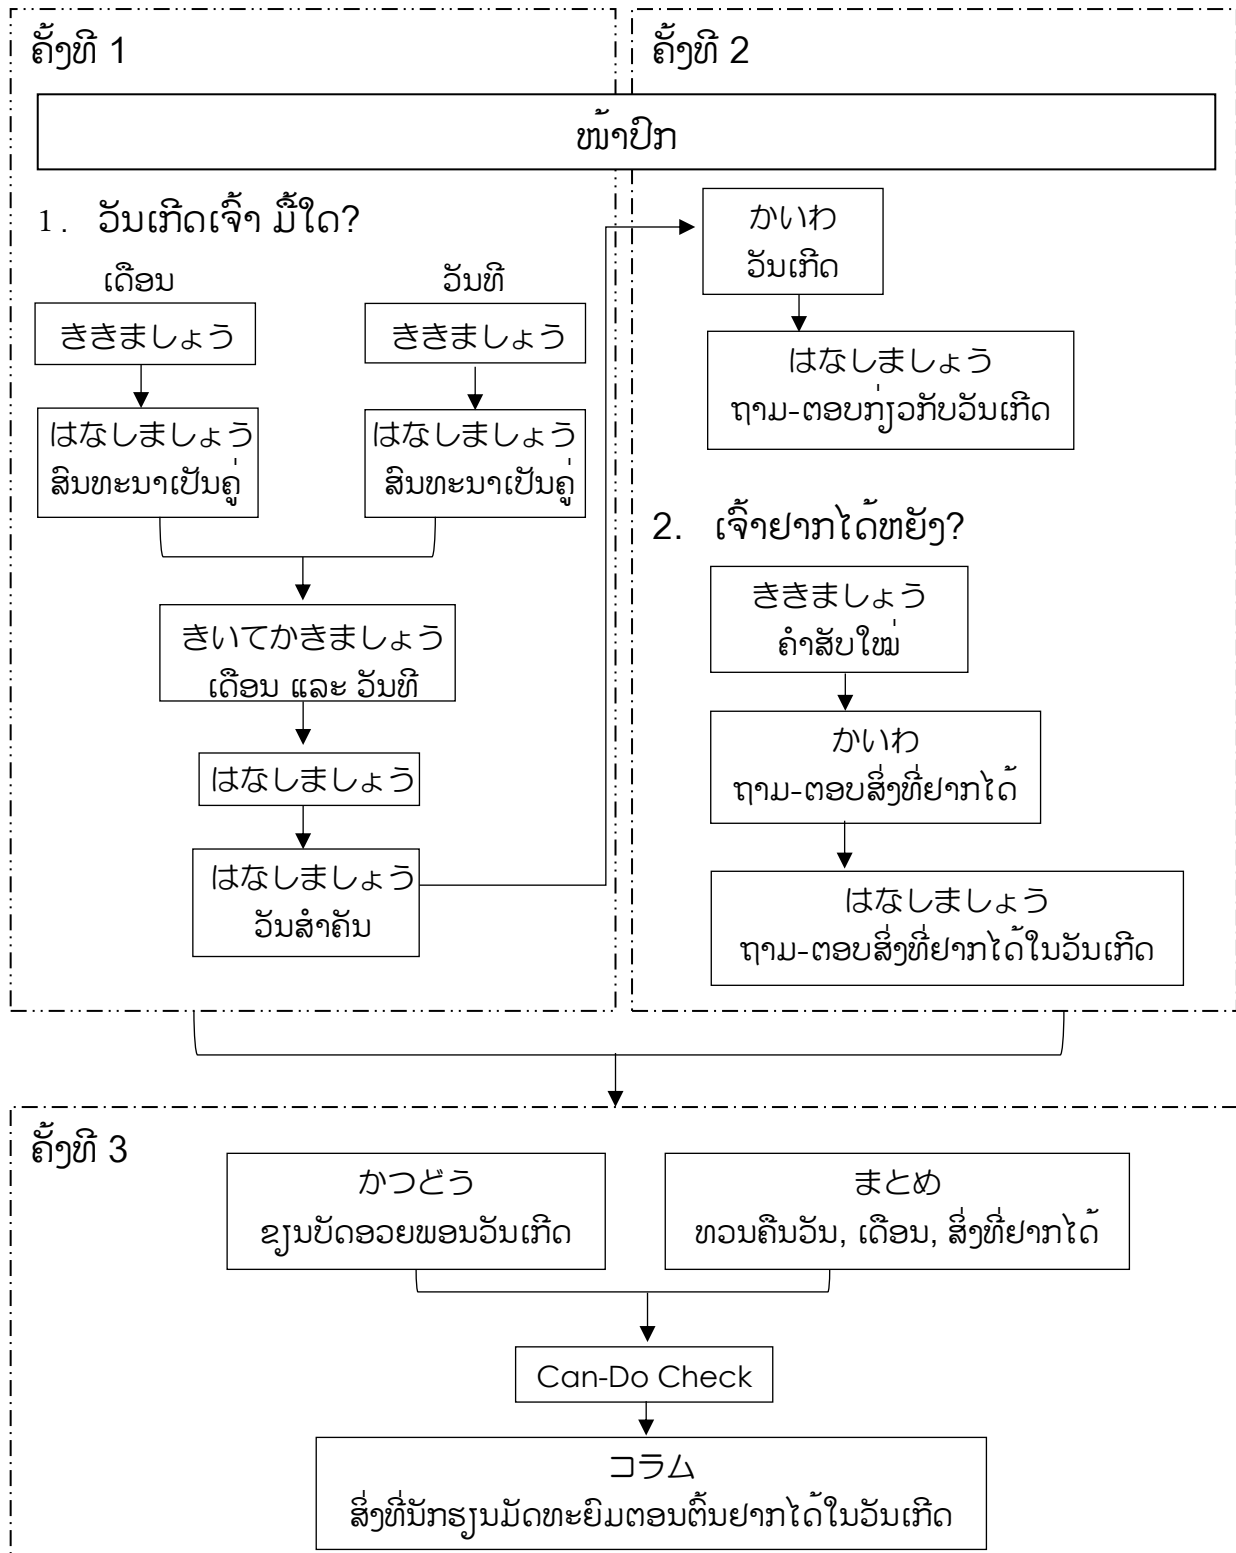 ຄັ້ງທີ 1
ຄັ້ງທີ 2
ໜ້າປົກ
1. ວັນເກີດເຈົ້າ ມື້ໃດ?
ເດືອນ
ວັນທີ
ききましょう
ききましょう
はなしましょう
ສົນທະນາເປັນຄູ່
はなしましょう
ສົນທະນາເປັນຄູ່
きいてかきましょう
ເດືອນ ແລະ ວັນທີ
はなしましょう
はなしましょう
ວັນສຳຄັນ
かいわ
ວັນເກີດ
はなしましょう
ຖາມ-ຕອບກ່ຽວກັບວັນເກີດ
2. ເຈົ້າຢາກໄດ້ຫຍັງ?
ききましょう
ຄຳສັບໃໝ່
かいわ
ຖາມ-ຕອບສິ່ງທີ່ຢາກໄດ້
はなしましょう
ຖາມ-ຕອບສິ່ງທີ່ຢາກໄດ້ໃນວັນເກີດ
ຄັ້ງທີ 3
かつどう
ຂຽນບັດອວຍພອນວັນເກີດ
まとめ
ທວນຄືນວັນ, ເດືອນ, ສິ່ງທີ່ຢາກໄດ້
Can-Do Check
コラム
ສິ່ງທີ່ນັກຮຽນມັດທະຍົມຕອນຕົ້ນຢາກໄດ້ໃນວັນເກີດ